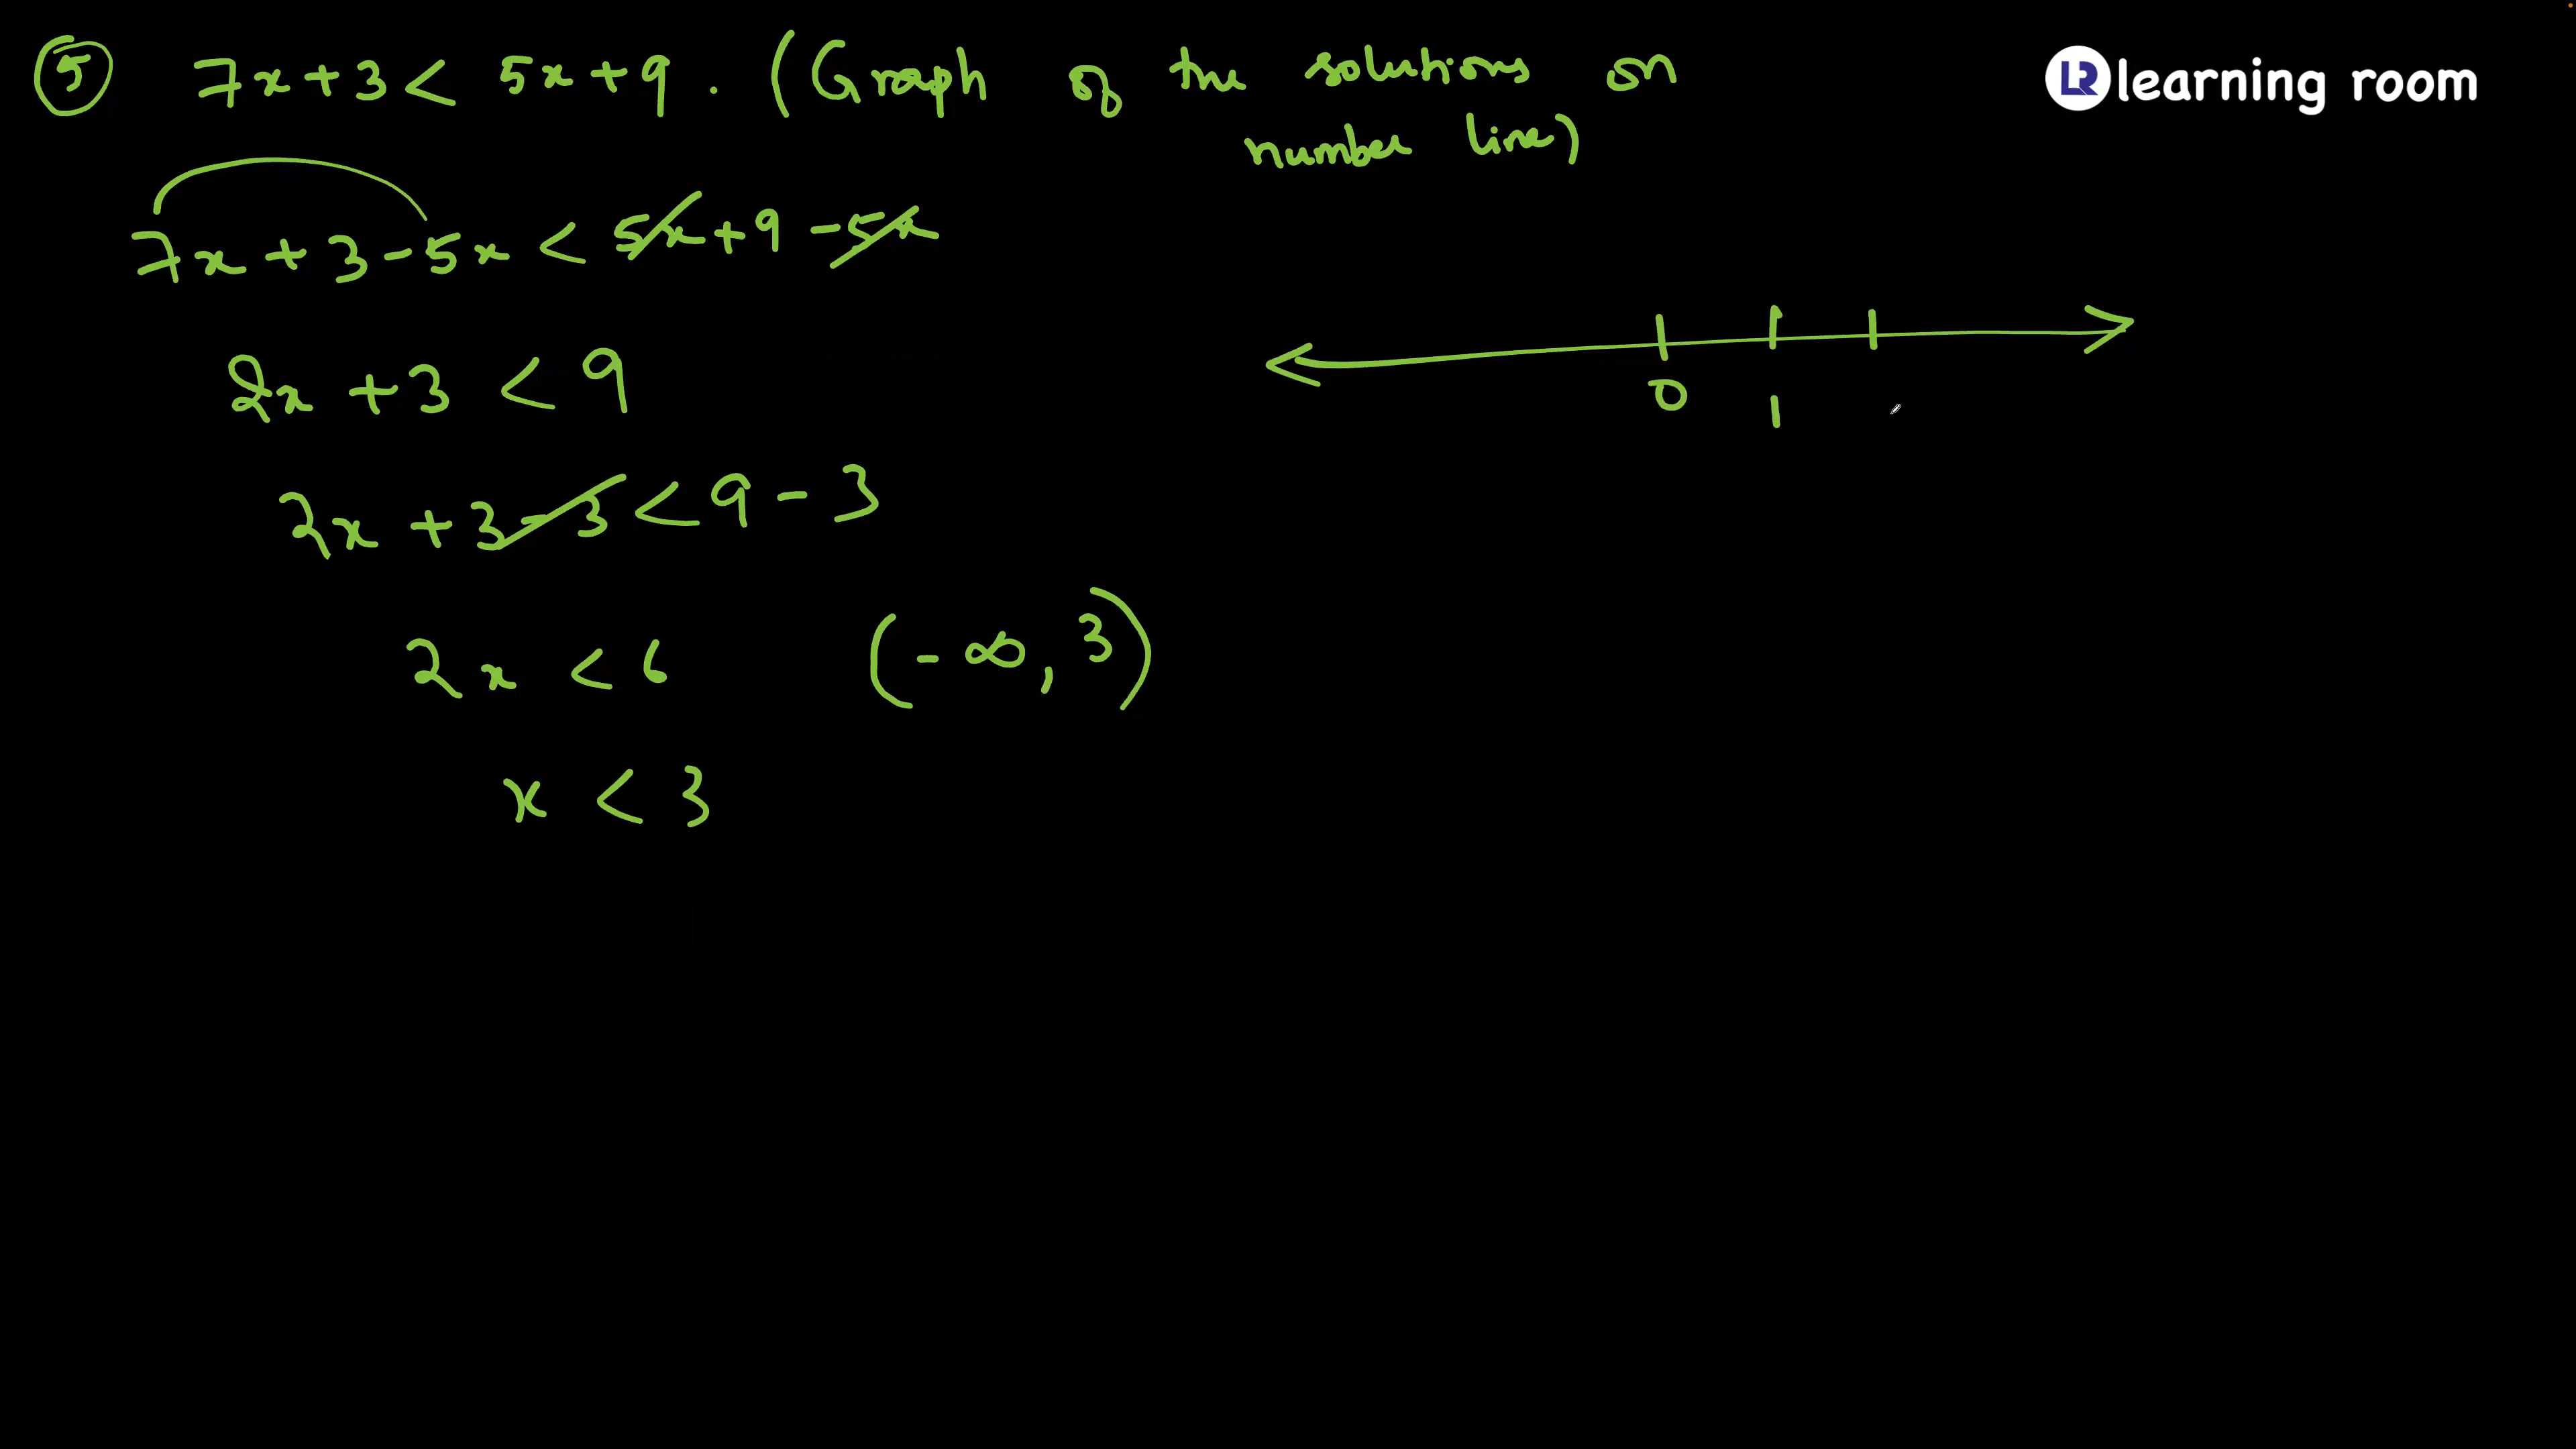 5 7x+3 < 5x+9 . (Graph of the solutions on
number line)
LR learning room
7x + 3 - 5x < 5x + 9 - 5x
2x + 3 < 9
2x + 3 - 3 < 9 - 3
2x < 6 (-∞, 3)
x < 3
0 1